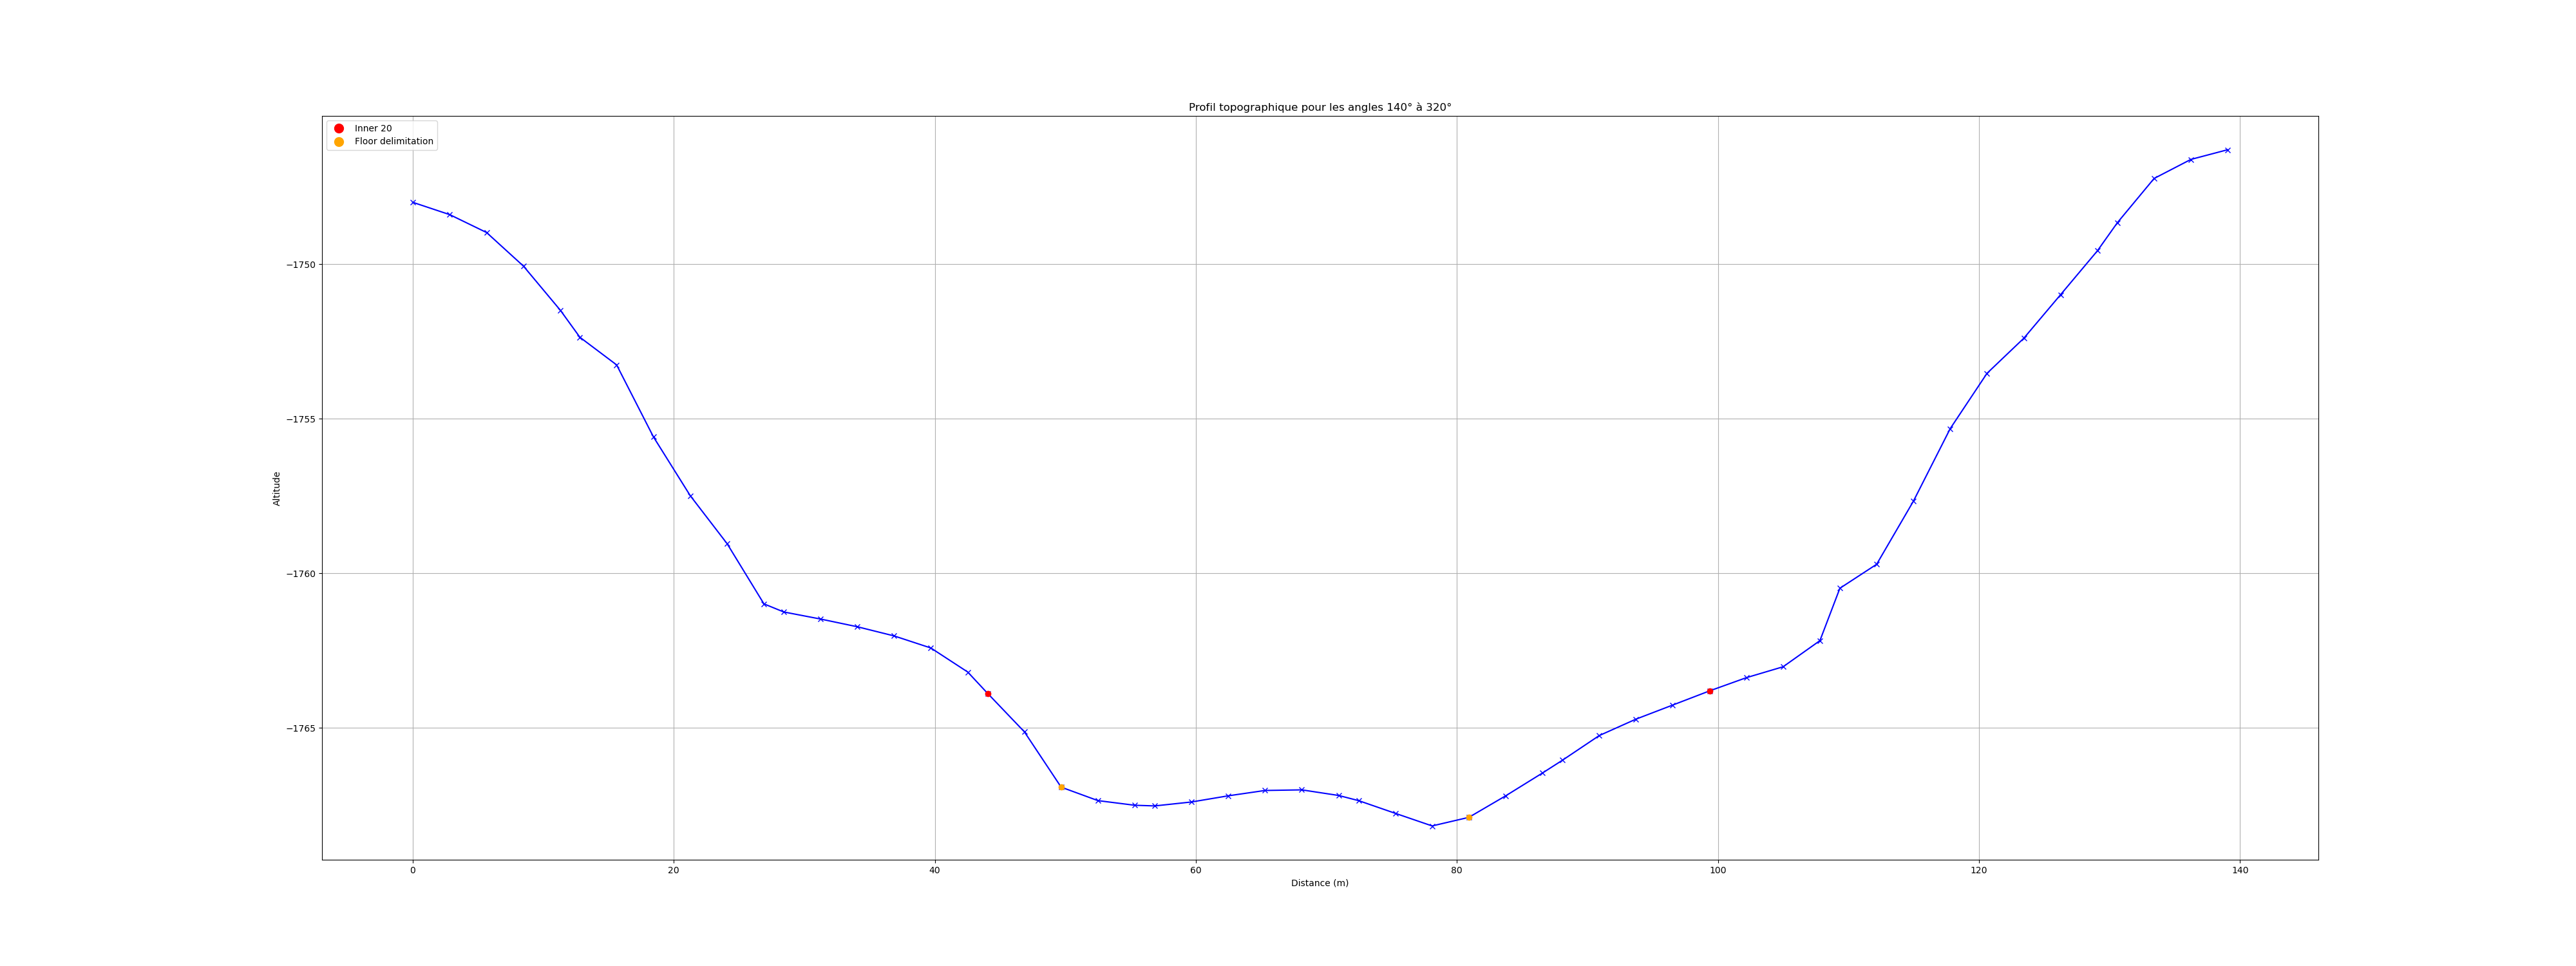 Profil topographique pour les angles 140° à 320°
Inner 20
Floor delimitation
Altitude
−1750
−1755
−1760
−1765
0 20 40 60 80 100 120 140
Distance (m)